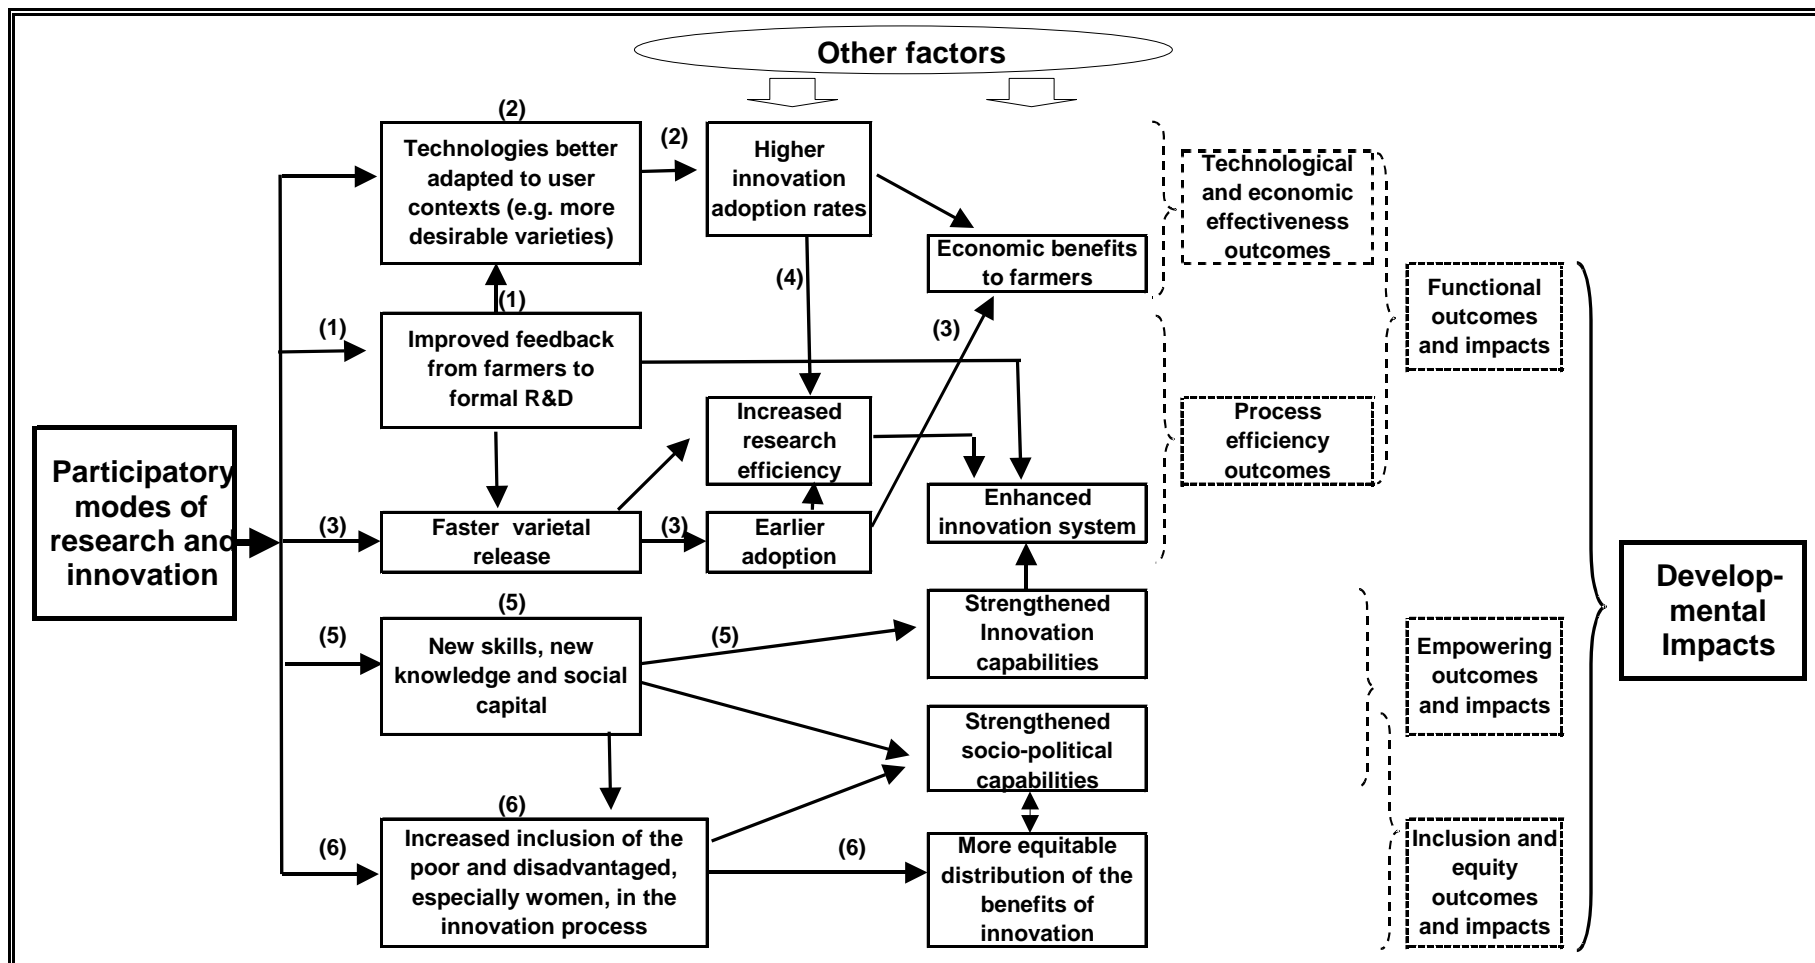 Other factors
(2)
Technologies better
adapted to user
contexts (e.g. more
desirable varieties)
(2)
Higher
innovation
adoption rates
Technological
and economic
effectiveness
outcomes
Economic benefits
to farmers
(4)
(1)
(1)
Improved feedback
from farmers to
formal R&D
(3)
Functional
outcomes
and impacts
Increased
research
efficiency
Process
efficiency
outcomes
Participatory
modes of
research and
innovation
(3)
Faster varietal
release
(3)
Earlier
adoption
Enhanced
innovation system
Develop-
mental
Impacts
(5)
(5)
New skills, new
knowledge and social
capital
(5)
Strengthened
Innovation
capabilities
Empowering
outcomes
and impacts
Strengthened
socio-political
capabilities
(6)
(6)
Increased inclusion of the
poor and disadvantaged,
especially women, in the
innovation process
(6)
More equitable
distribution of the
benefits of
innovation
Inclusion and
equity
outcomes
and impacts